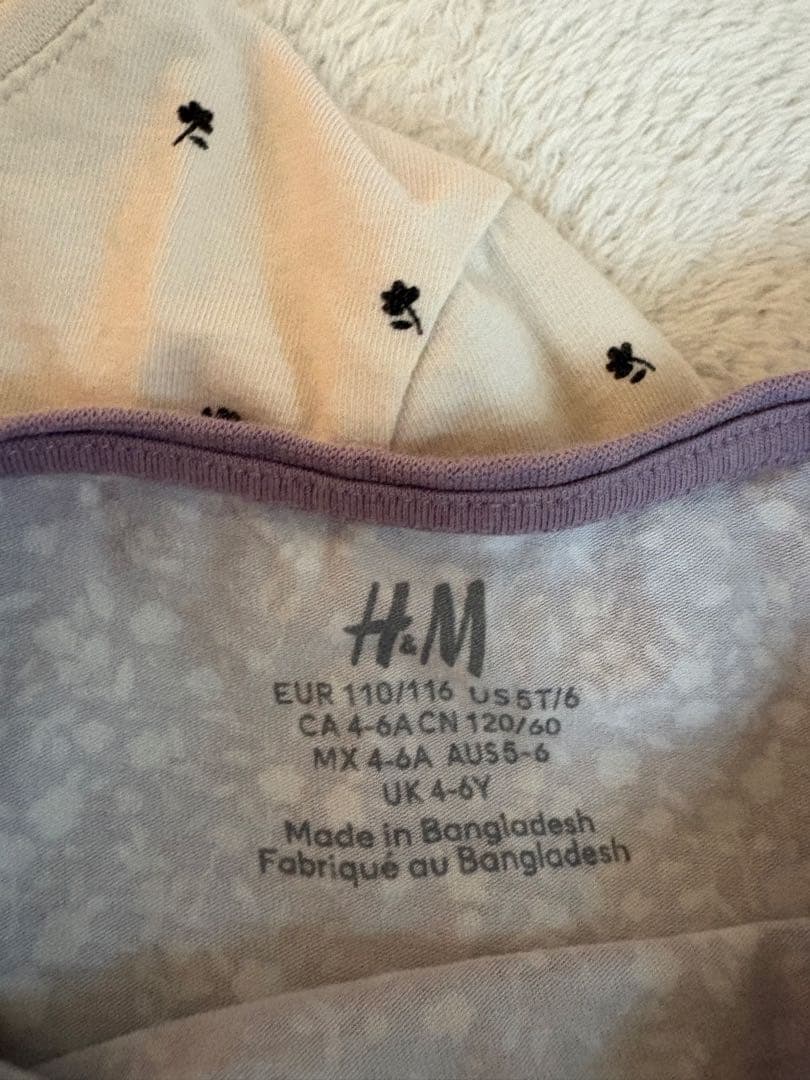 H&M
EUR 110/116 US 5T/6
CA 4-6A CN 120/60
MX 4-6A AUS 5-6
UK 4-6Y
Made in Bangladesh
Fabriqué au Bangladesh